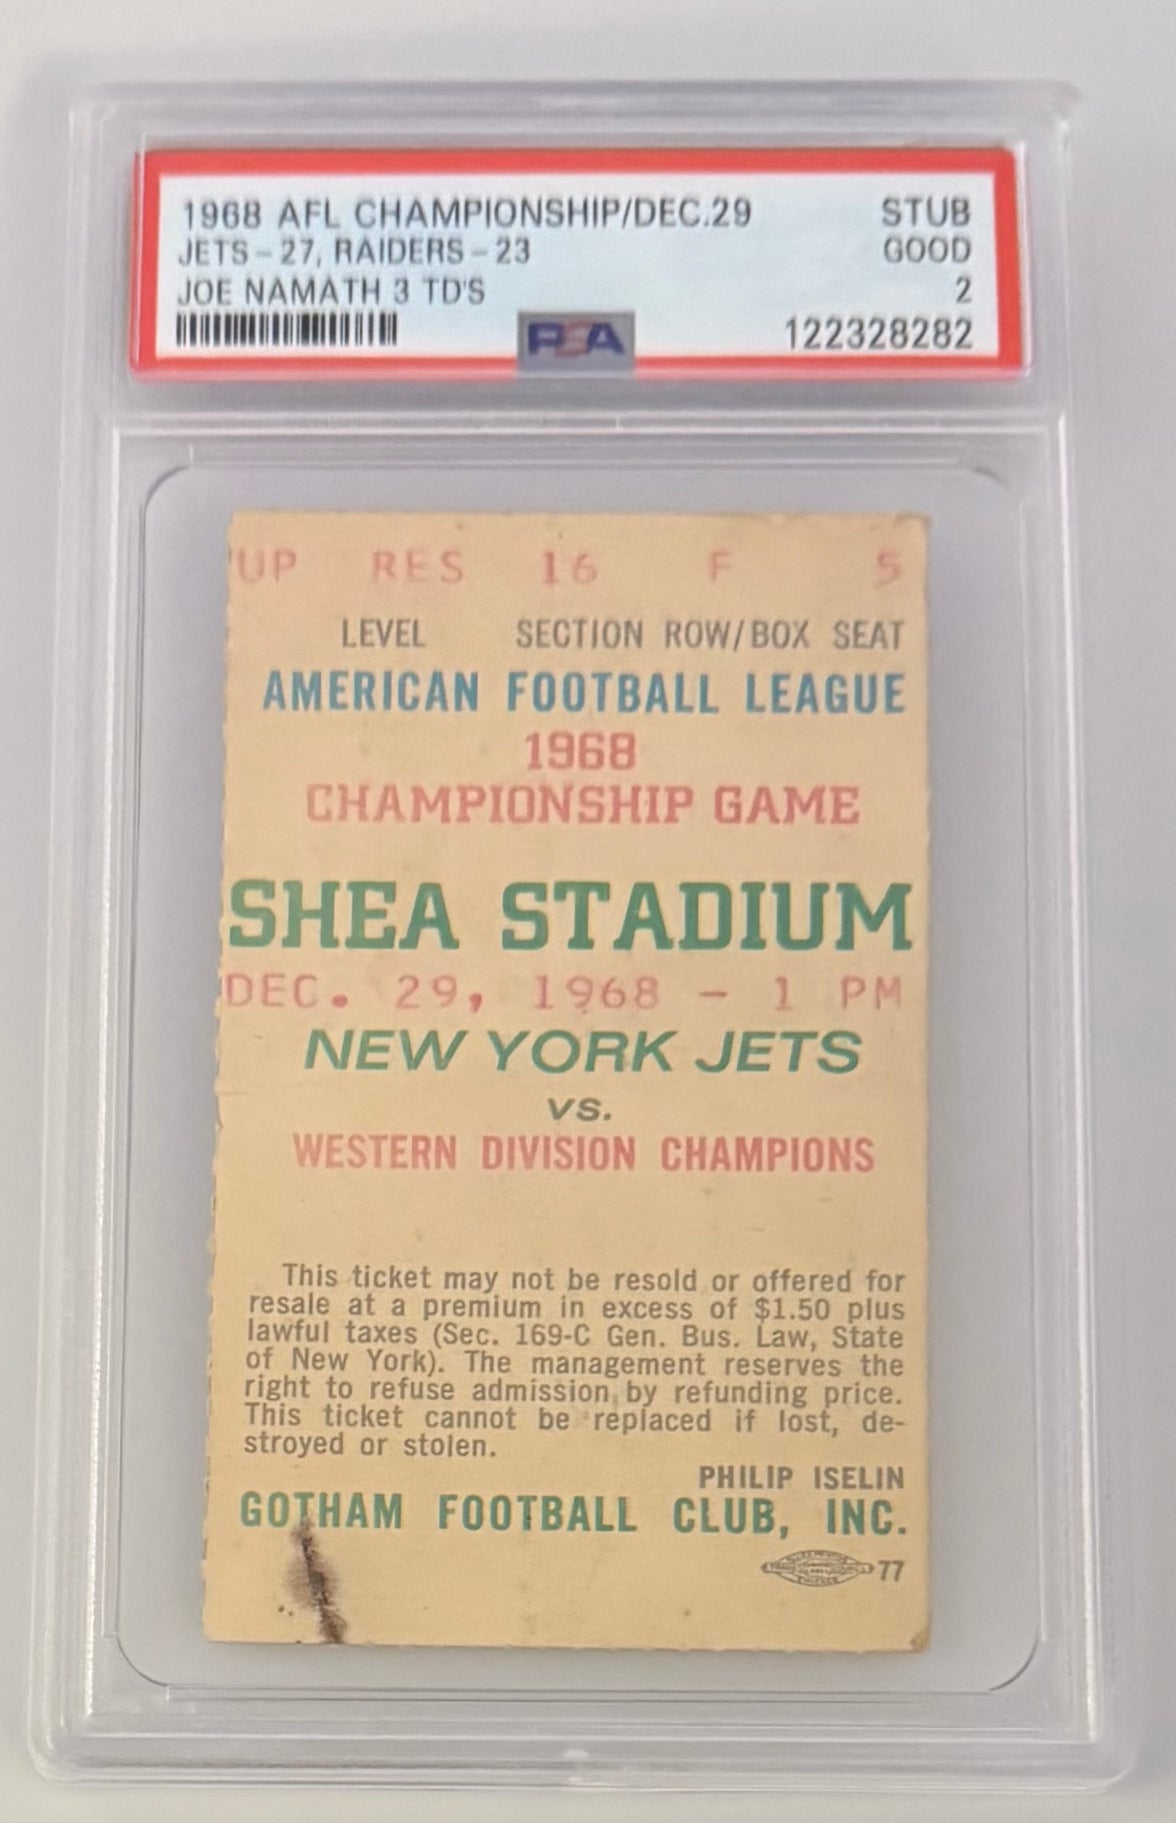 1968 AFL CHAMPIONSHIP/DEC.29 STUB
JETS - 27, RAIDERS - 23 GOOD
JOE NAMATH 3 TD'S 2
PSA 122328282
UP RES 16 F 5
LEVEL SECTION ROW/BOX SEAT
AMERICAN FOOTBALL LEAGUE
1968
CHAMPIONSHIP GAME
SHEA STADIUM
DEC. 29, 1968 - 1 PM
NEW YORK JETS
VS.
WESTERN DIVISION CHAMPIONS
This ticket may not be resold or offered for
resale at a premium in excess of $1.50 plus
lawful taxes (Sec. 169-C Gen. Bus. Law, State
of New York). The management reserves the
right to refuse admission by refunding price.
This ticket cannot be replaced if lost, de-
stroyed or stolen.
PHILIP ISELIN
GOTHAM FOOTBALL CLUB, INC.
77